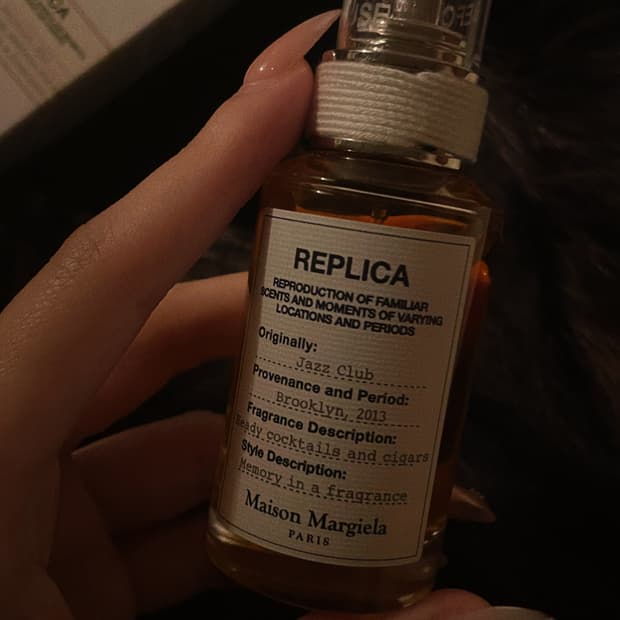 REPLICA
REPRODUCTION OF FAMILIAR
SCENTS AND MOMENTS OF VARYING
LOCATIONS AND PERIODS
Originally:
Jazz Club
Provenance and Period:
Brooklyn, 2013
Fragrance Description:
Heady cocktails and cigars
Style Description:
Memory in a fragrance
Maison Margiela
PARIS